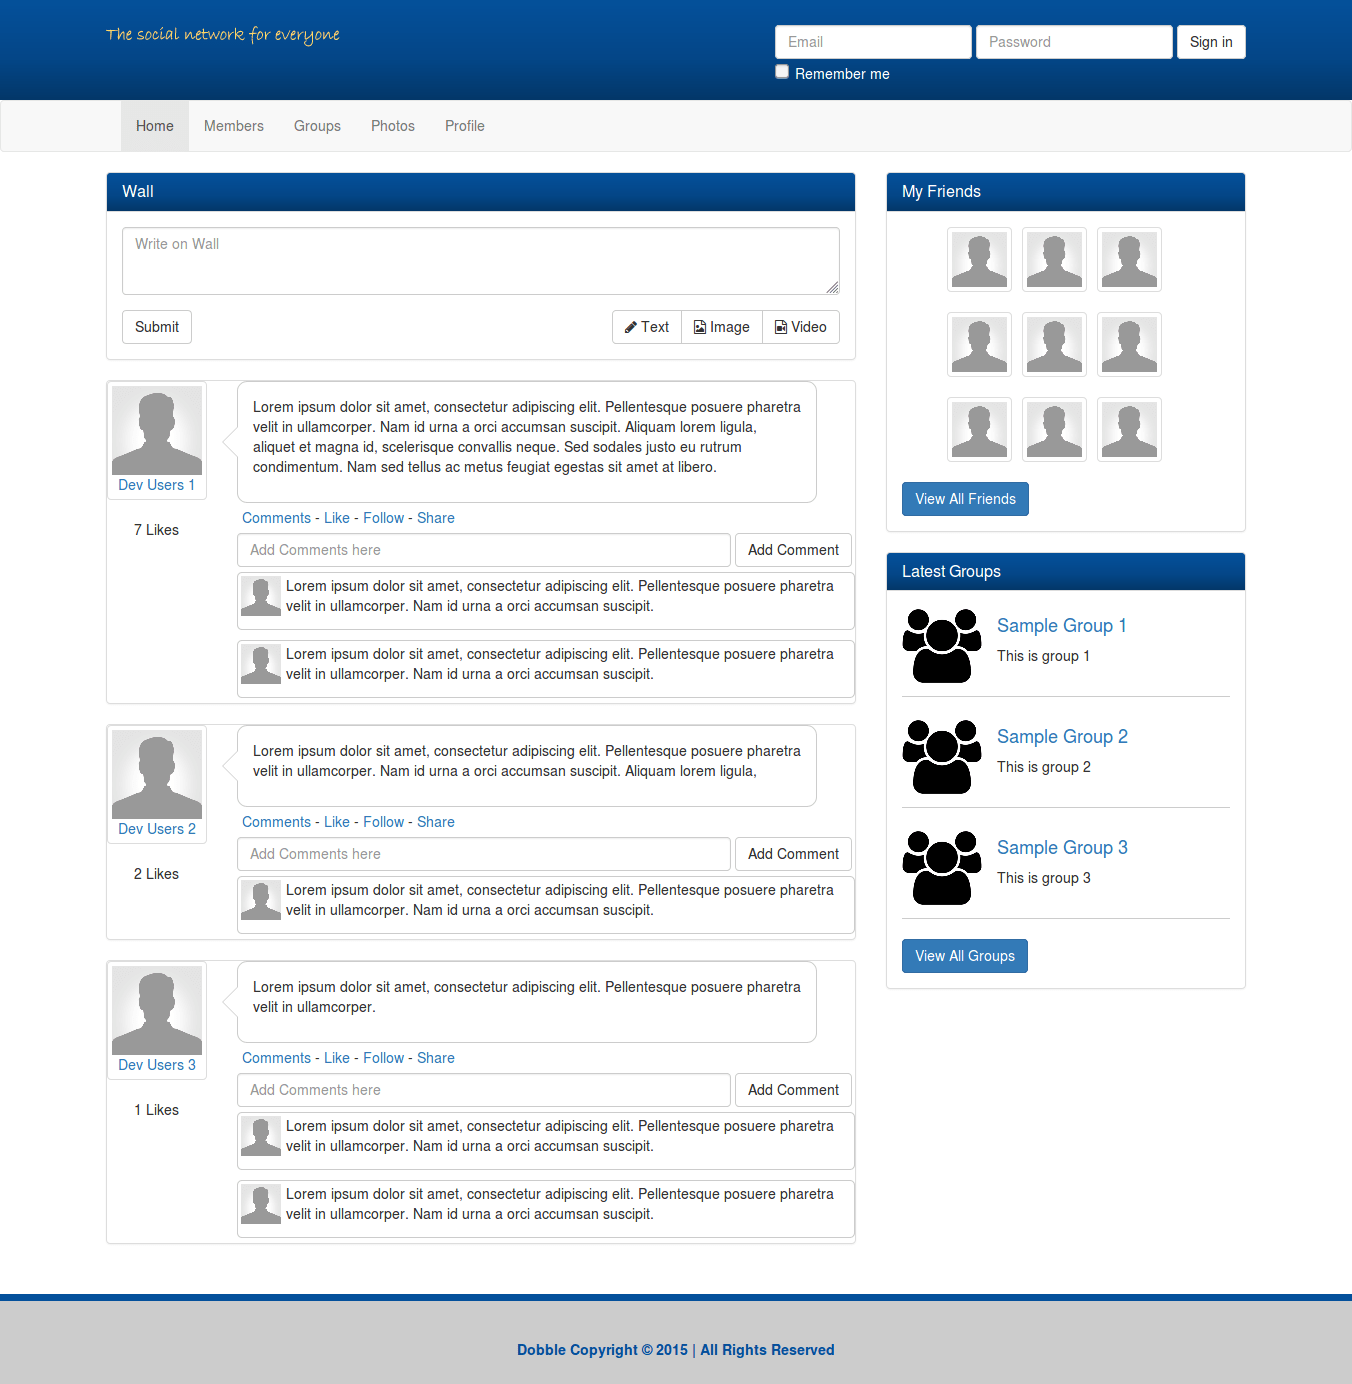 The social network for everyone
Email Password Sign in
Remember me
Home Members Groups Photos Profile
Wall
Write on Wall
Submit Text Image Video
Lorem ipsum dolor sit amet, consectetur adipiscing elit. Pellentesque posuere pharetra
velit in ullamcorper. Nam id urna a orci accumsan suscipit. Aliquam lorem ligula,
aliquet et magna id, scelerisque convallis neque. Sed sodales justo eu rutrum
condimentum. Nam sed tellus ac metus feugiat egestas sit amet at libero.
Dev Users 1
7 Likes
Comments - Like - Follow - Share
Add Comments here Add Comment
Lorem ipsum dolor sit amet, consectetur adipiscing elit. Pellentesque posuere pharetra
velit in ullamcorper. Nam id urna a orci accumsan suscipit.
Lorem ipsum dolor sit amet, consectetur adipiscing elit. Pellentesque posuere pharetra
velit in ullamcorper. Nam id urna a orci accumsan suscipit.
Lorem ipsum dolor sit amet, consectetur adipiscing elit. Pellentesque posuere pharetra
velit in ullamcorper. Nam id urna a orci accumsan suscipit. Aliquam lorem ligula,
Dev Users 2
2 Likes
Comments - Like - Follow - Share
Add Comments here Add Comment
Lorem ipsum dolor sit amet, consectetur adipiscing elit. Pellentesque posuere pharetra
velit in ullamcorper. Nam id urna a orci accumsan suscipit.
Lorem ipsum dolor sit amet, consectetur adipiscing elit. Pellentesque posuere pharetra
velit in ullamcorper.
Dev Users 3
1 Likes
Comments - Like - Follow - Share
Add Comments here Add Comment
Lorem ipsum dolor sit amet, consectetur adipiscing elit. Pellentesque posuere pharetra
velit in ullamcorper. Nam id urna a orci accumsan suscipit.
Lorem ipsum dolor sit amet, consectetur adipiscing elit. Pellentesque posuere pharetra
velit in ullamcorper. Nam id urna a orci accumsan suscipit.
My Friends
View All Friends
Latest Groups
Sample Group 1
This is group 1
Sample Group 2
This is group 2
Sample Group 3
This is group 3
View All Groups
Dobble Copyright © 2015 | All Rights Reserved